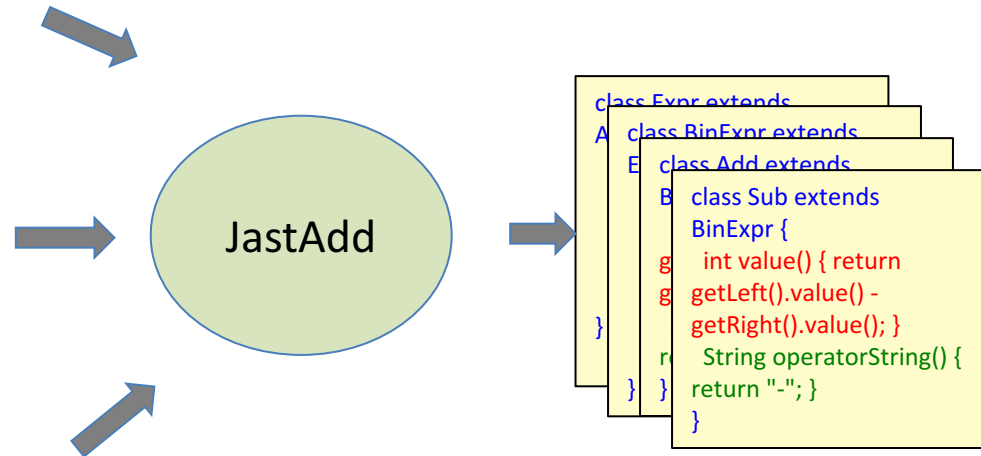 JastAdd
class Expr extends
A
}
class BinExpr extends
E
}
class Add extends
B
g
g
re
}
class Sub extends
BinExpr {
int value() { return
getLeft().value() -
getRight().value(); }
String operatorString() {
return "-"; }
}